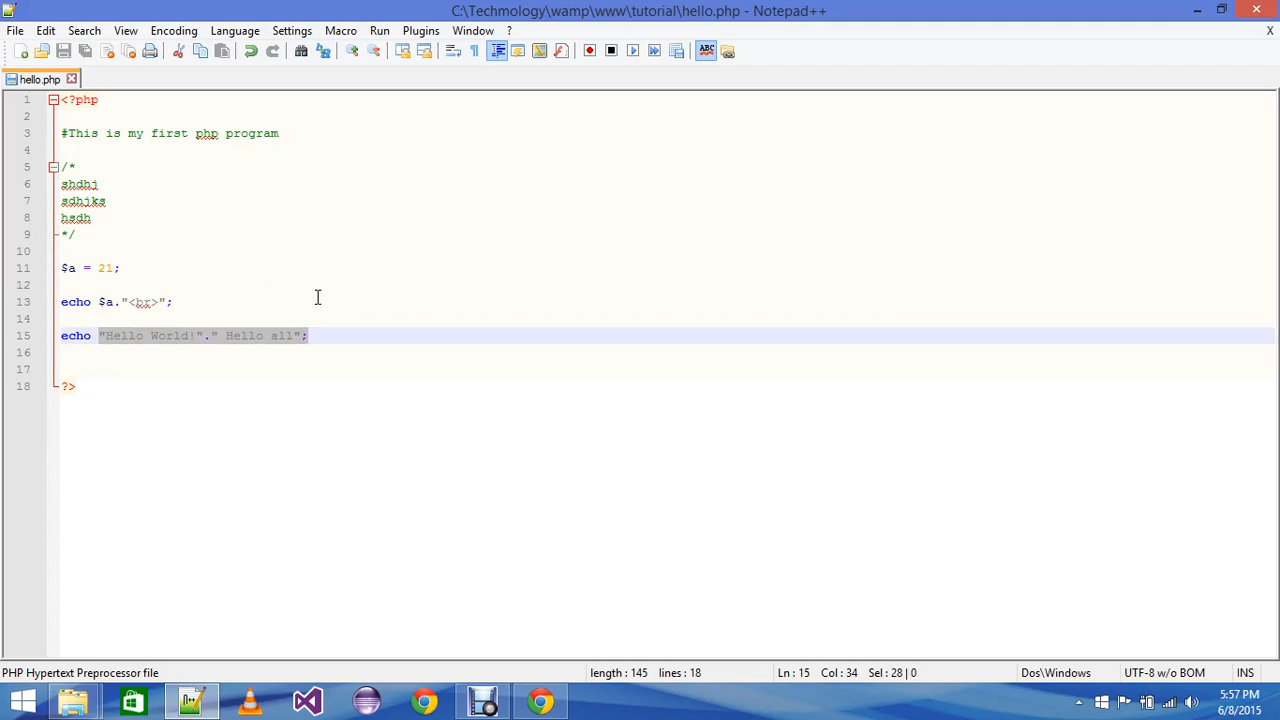 C:\Techmology\wamp\www\tutorial\hello.php - Notepad++
File Edit Search View Encoding Language Settings Macro Run Plugins Window ?
X
ABC
hello.php
1 <?php
2
3 #This is my first php program
4
5 /*
6 shdhj
7 sdhjks
8 hsdh
9 */
10
11 $a = 21;
12
13 echo $a."<br>";
14
15 echo "Hello World!"." Hello all";
16
17
18 ?>
PHP Hypertext Preprocessor file length : 145 lines : 18 Ln : 15 Col : 34 Sel : 28 | 0 Dos\Windows UTF-8 w/o BOM INS
5:57 PM
6/8/2015